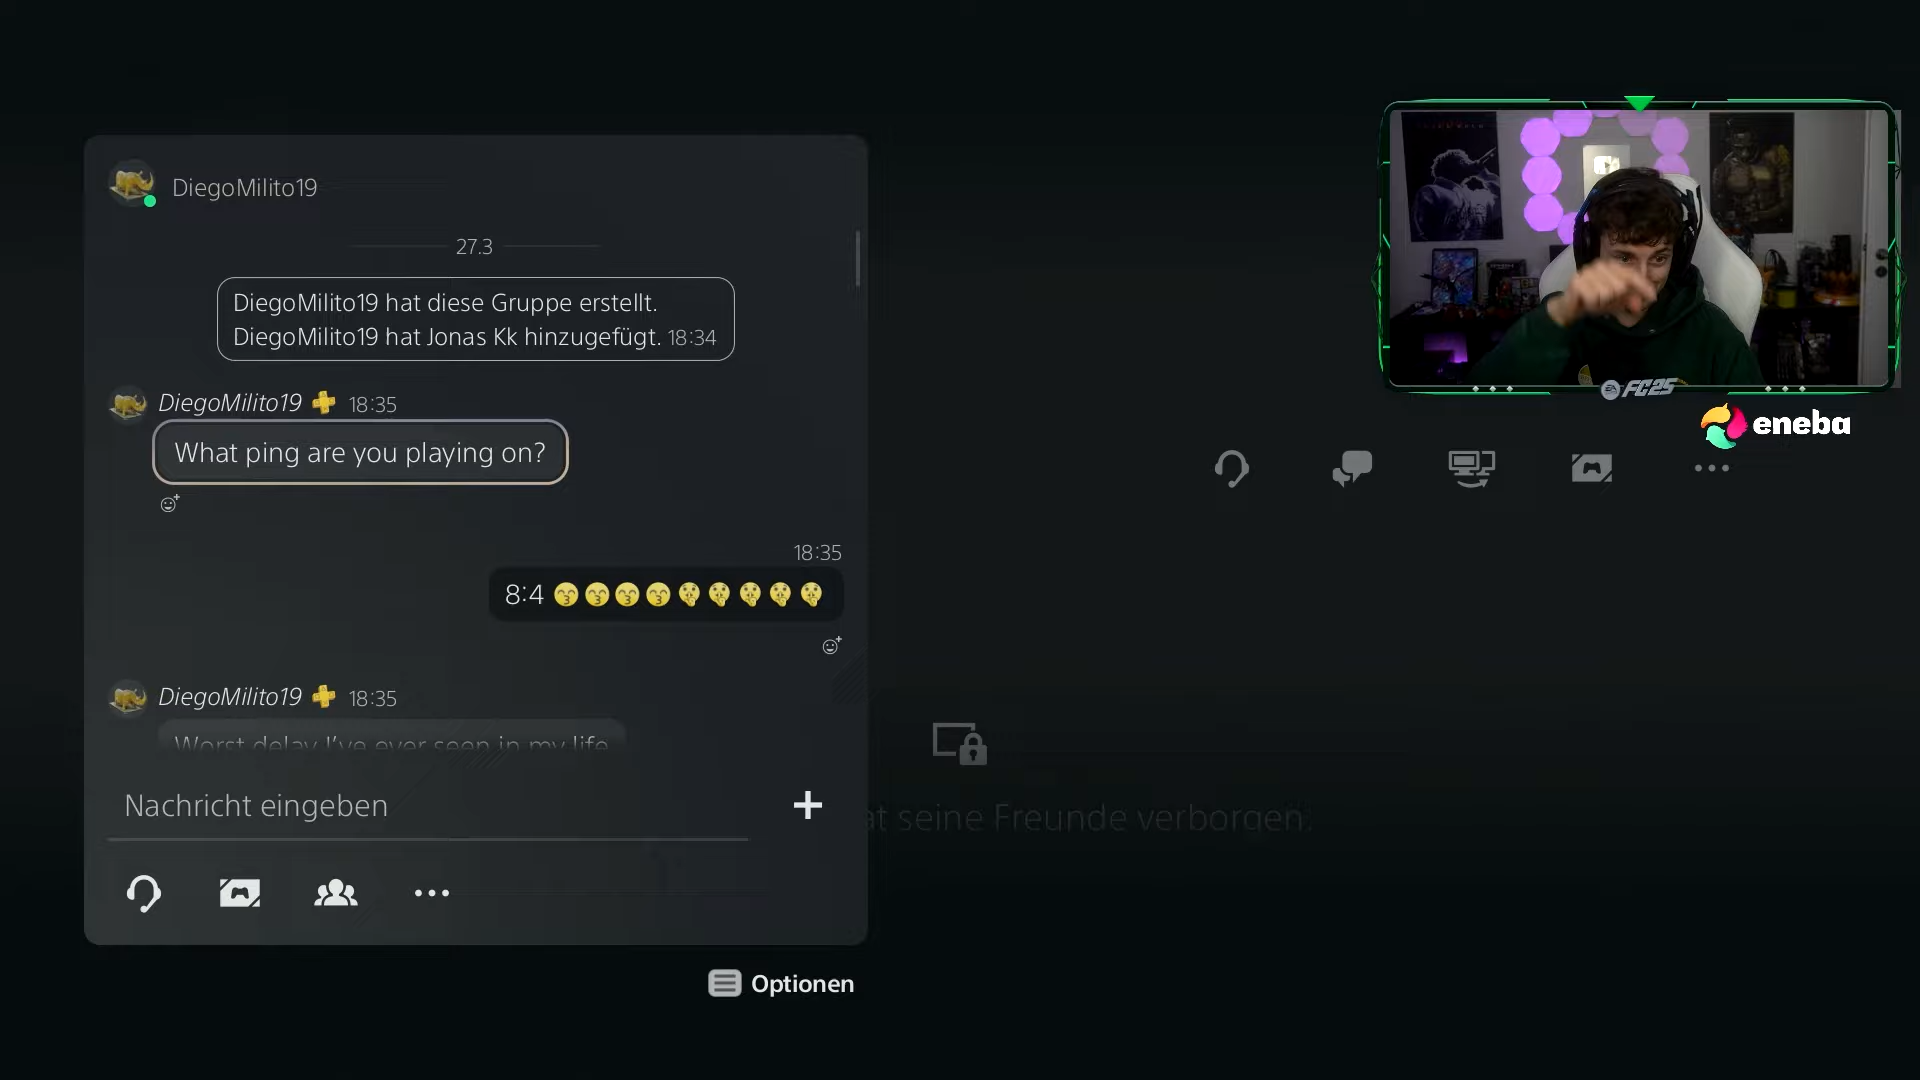 DiegoMilito19
27.3
DiegoMilito19 hat diese Gruppe erstellt.
DiegoMilito19 hat Jonas Kk hinzugefügt. 18:34
DiegoMilito19 18:35
What ping are you playing on?
18:35
8:4 😙😙😙😙🤫🤫🤫🤫🤫
DiegoMilito19 18:35
Worst delay I've ever seen in my life
Nachricht eingeben
Optionen
FC25
eneba
at seine Freunde verborgen.